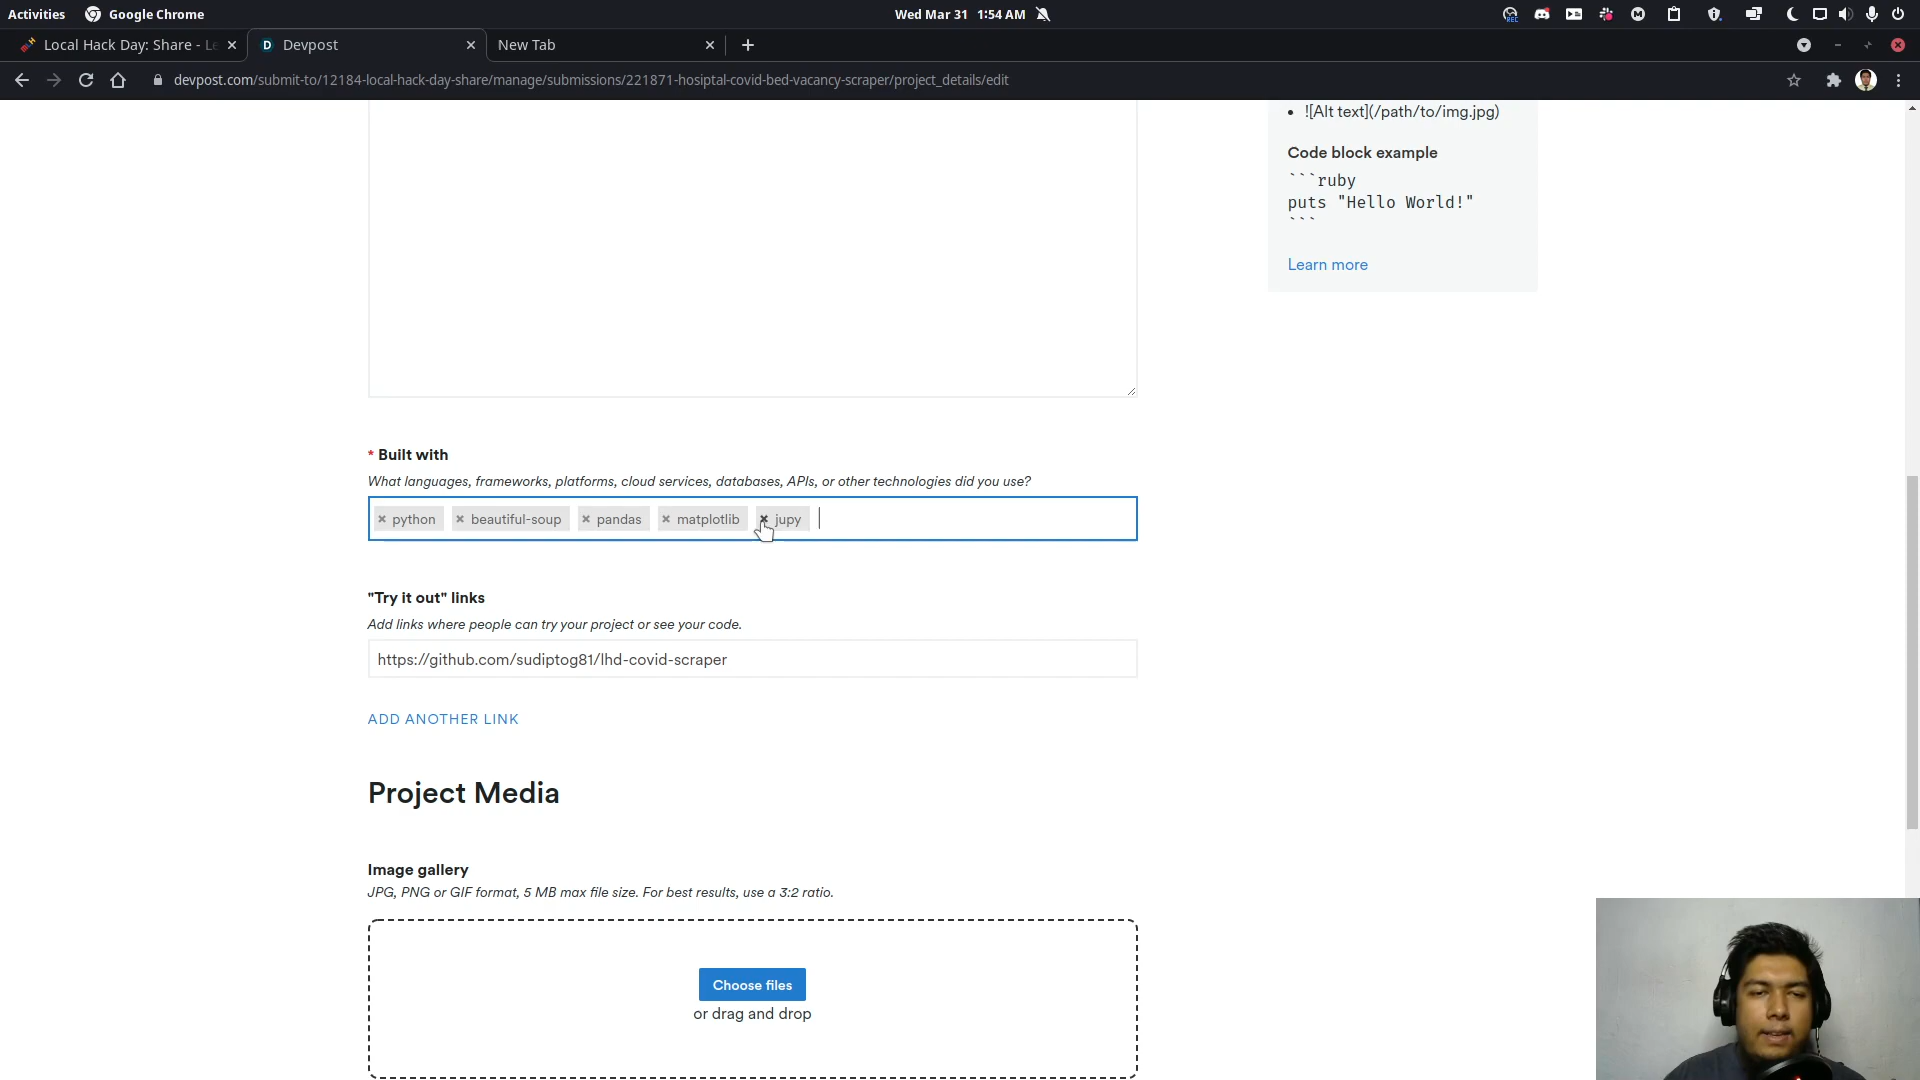 Activities Google Chrome Wed Mar 31 1:54 AM
REC
Local Hack Day: Share - Le
D Devpost
New Tab
devpost.com/submit-to/12184-local-hack-day-share/manage/submissions/221871-hosiptal-covid-bed-vacancy-scraper/project_details/edit
• ![Alt text](/path/to/img.jpg)
Code block example
```ruby
puts "Hello World!"
```
Learn more
* Built with
What languages, frameworks, platforms, cloud services, databases, APIs, or other technologies did you use?
× python × beautiful-soup × pandas × matplotlib × jupy
"Try it out" links
Add links where people can try your project or see your code.
https://github.com/sudiptog81/lhd-covid-scraper
ADD ANOTHER LINK
Project Media
Image gallery
JPG, PNG or GIF format, 5 MB max file size. For best results, use a 3:2 ratio.
Choose files
or drag and drop